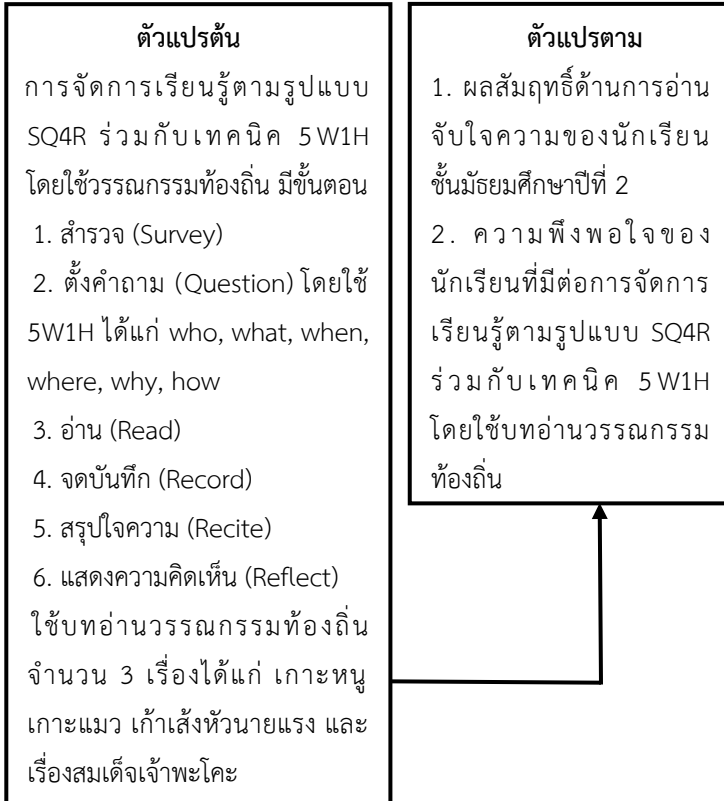 ตัวแปรต้น
การจัดการเรียนรู้ตามรูปแบบ
SQ4R ร่วมกับเทคนิค 5W1H
โดยใช้วรรณกรรมท้องถิ่น มีขั้นตอน
1. สำรวจ (Survey)
2. ตั้งคำถาม (Question) โดยใช้
5W1H ได้แก่ who, what, when,
where, why, how
3. อ่าน (Read)
4. จดบันทึก (Record)
5. สรุปใจความ (Recite)
6. แสดงความคิดเห็น (Reflect)
ใช้บทอ่านวรรณกรรมท้องถิ่น
จำนวน 3 เรื่องได้แก่ เกาะหนู
เกาะแมว เก้าเส้งหัวนายแรง และ
เรื่องสมเด็จเจ้าพะโคะ
ตัวแปรตาม
1. ผลสัมฤทธิ์ด้านการอ่าน
จับใจความของนักเรียน
ชั้นมัธยมศึกษาปีที่ 2
2. ความพึงพอใจของ
นักเรียนที่มีต่อการจัดการ
เรียนรู้ตามรูปแบบ SQ4R
ร่วมกับเทคนิค 5W1H
โดยใช้บทอ่านวรรณกรรม
ท้องถิ่น